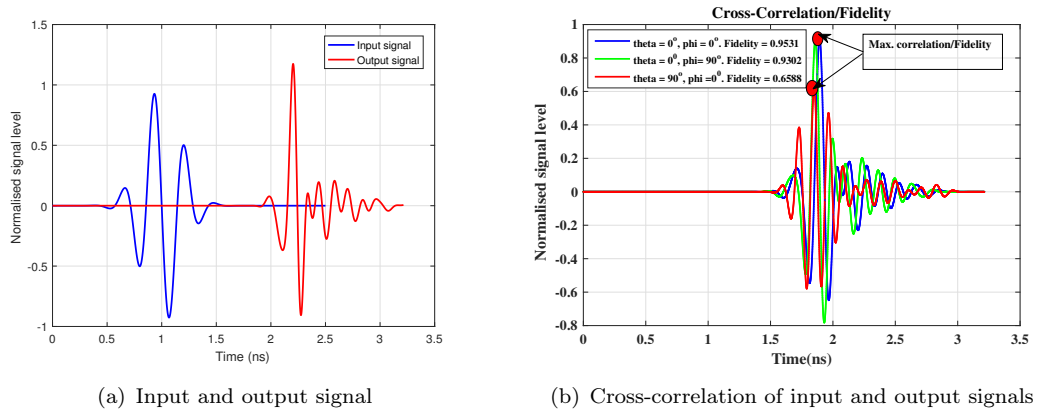 Input signal
Output signal
Normalised signal level
1.5
1
0.5
0
-0.5
-1
0 0.5 1 1.5 2 2.5 3 3.5
Time (ns)
(a) Input and output signal
Cross-Correlation/Fidelity
theta = 0°, phi = 0°. Fidelity = 0.9531
theta = 0⁰, phi= 90°. Fidelity = 0.9302
theta = 90°, phi =0⁰. Fidelity = 0.6588
Max. correlation/Fidelity
Normalised signal level
1
0.8
0.6
0.4
0.2
0
-0.2
-0.4
-0.6
-0.8
0 0.5 1 1.5 2 2.5 3 3.5
Time(ns)
(b) Cross-correlation of input and output signals